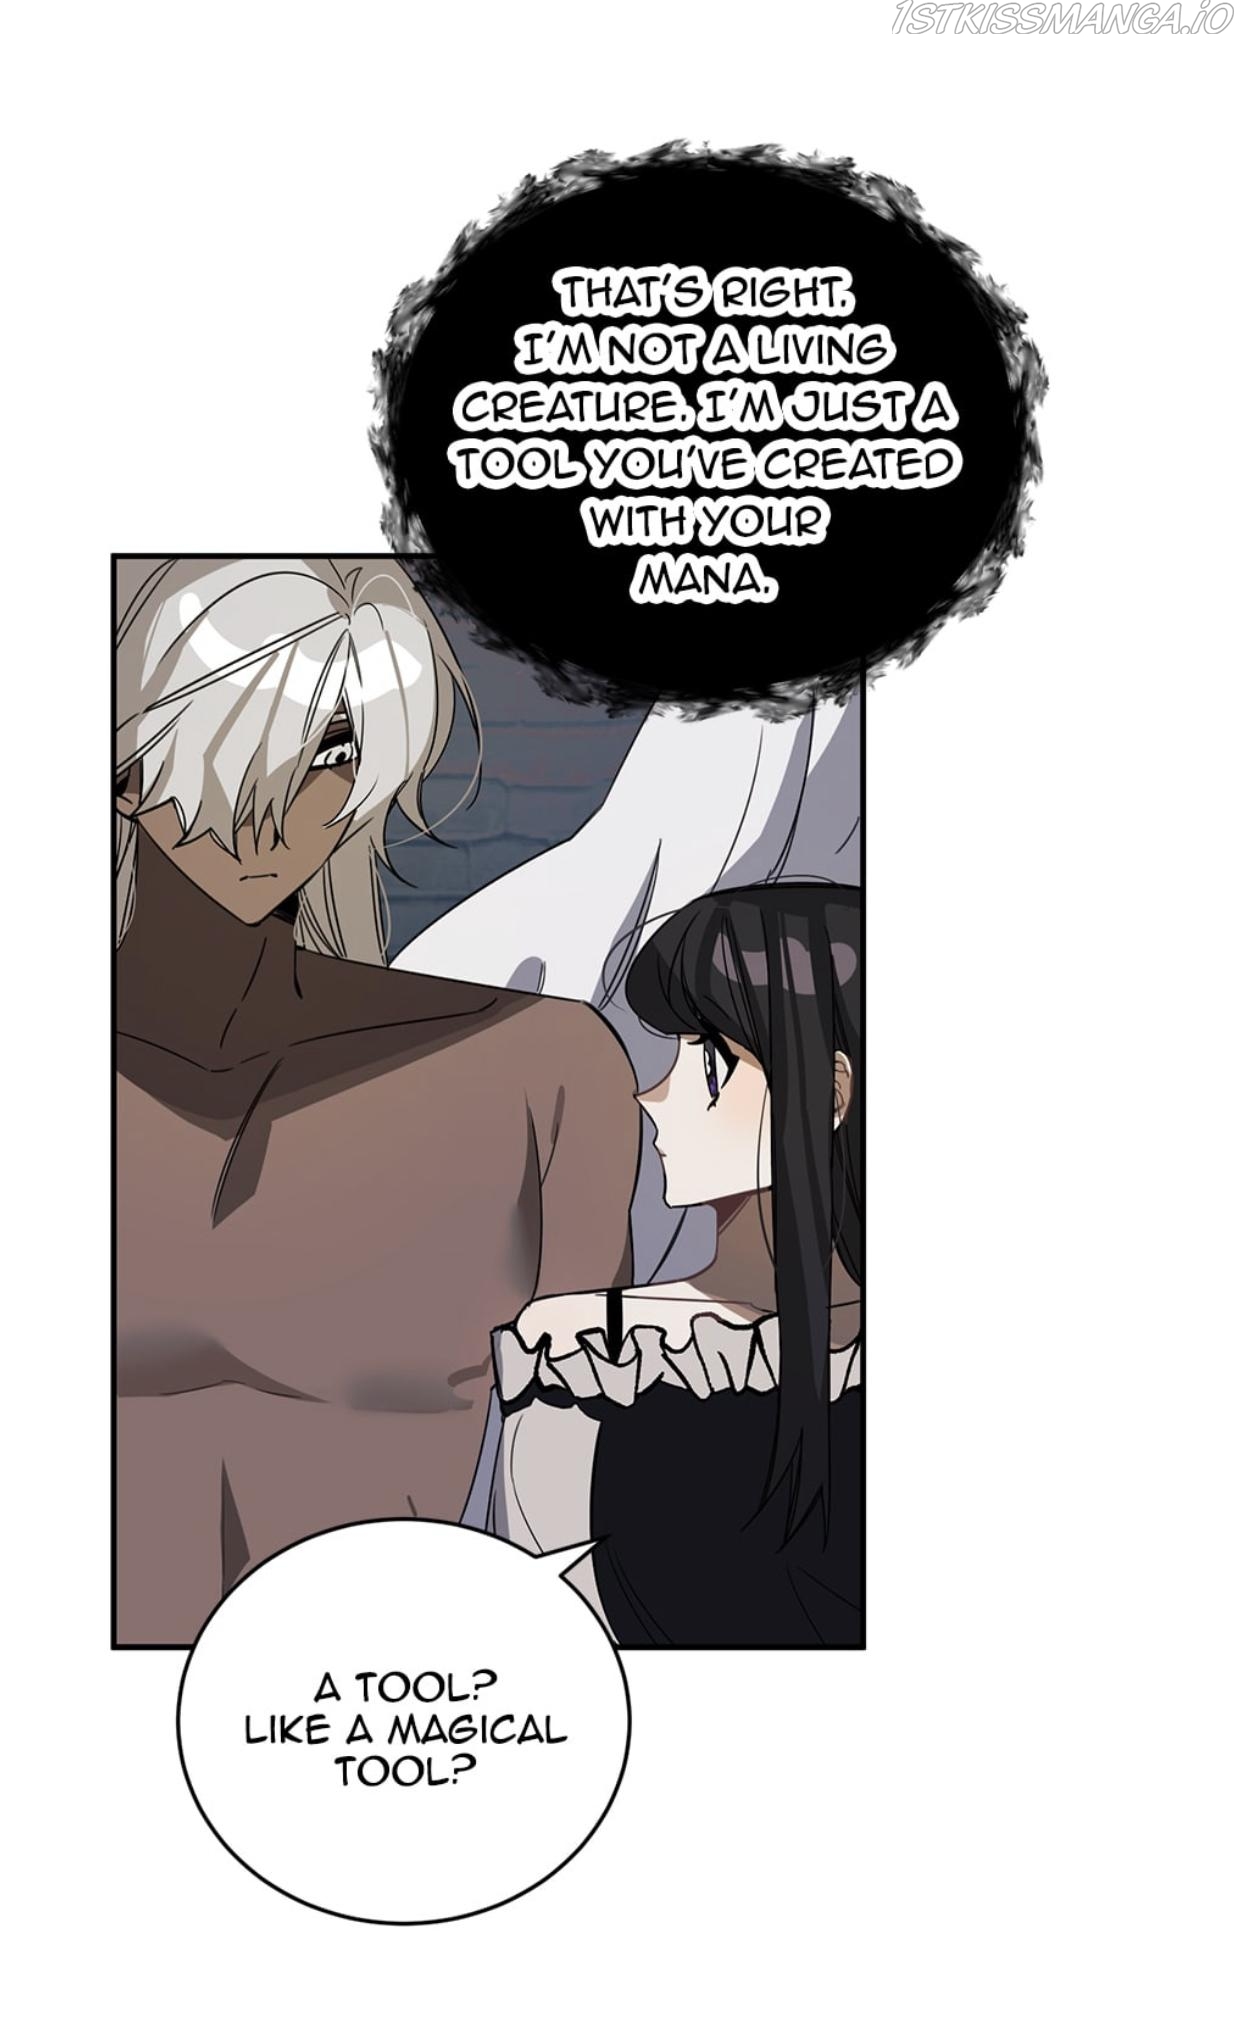 1STKISSMANGA.IO
THAT'S RIGHT.
I'M NOT A LIVING
CREATURE. I'M JUST A
TOOL YOU'VE CREATED
WITH YOUR
MANA.
A TOOL?
LIKE A MAGICAL
TOOL?